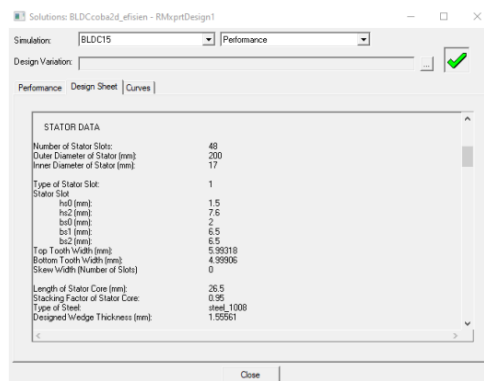 Solutions: BLDCcoba2d_efisien - RMxprtDesign1
Simulation: BLDC15 Performance
Design Variation: ...
Performance Design Sheet Curves
STATOR DATA
Number of Stator Slots: 48
Outer Diameter of Stator (mm): 200
Inner Diameter of Stator (mm): 17
Type of Stator Slot: 1
Stator Slot
hs0 (mm): 1.5
hs2 (mm): 7.6
bs0 (mm): 2
bs1 (mm): 6.5
bs2 (mm): 6.5
Top Tooth Width (mm): 5.99318
Bottom Tooth Width (mm): 4.99906
Skew Width (Number of Slots) 0
Length of Stator Core (mm): 26.5
Stacking Factor of Stator Core: 0.95
Type of Steel: steel_1008
Designed Wedge Thickness (mm): 1.55561
Close